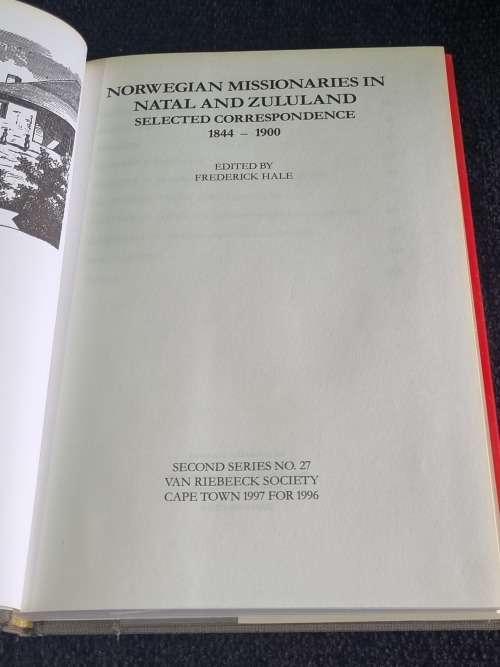 NORWEGIAN MISSIONARIES IN
NATAL AND ZULULAND
SELECTED CORRESPONDENCE
1844 – 1900
EDITED BY
FREDERICK HALE
SECOND SERIES NO. 27
VAN RIEBEECK SOCIETY
CAPE TOWN 1997 FOR 1996